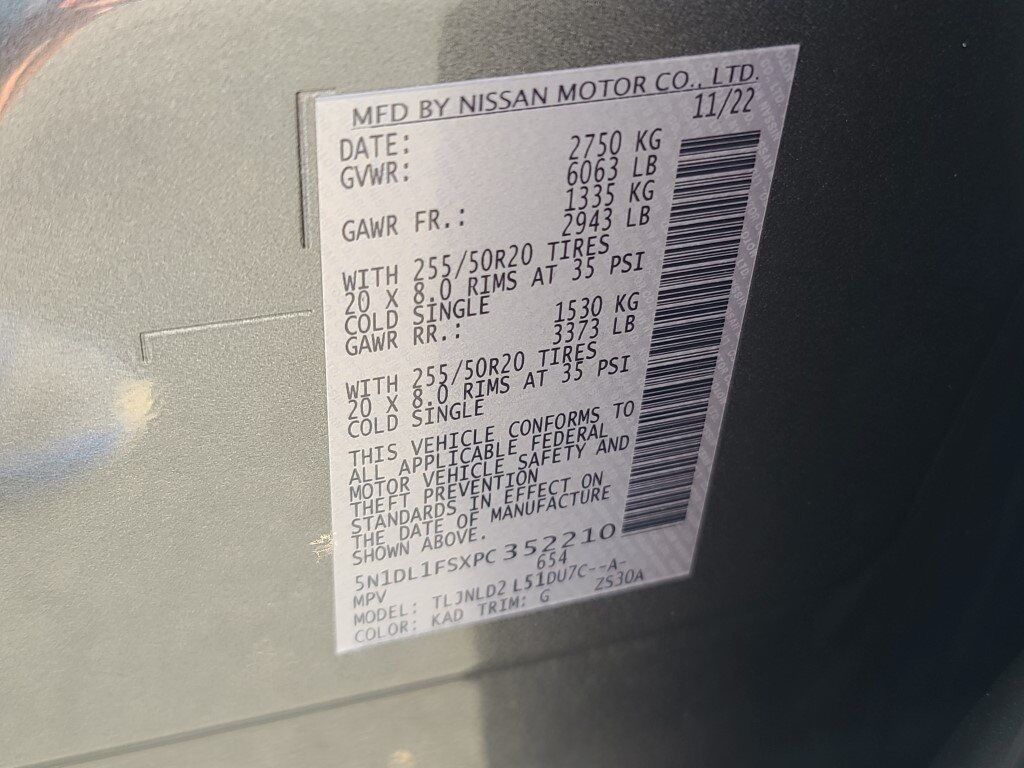 MFD BY NISSAN MOTOR CO., LTD.
DATE: 11/22
GVWR: 2750 KG
6063 LB
GAWR FR.: 1335 KG
2943 LB
WITH 255/50R20 TIRES
20 X 8.0 RIMS AT 35 PSI
COLD SINGLE
GAWR RR.: 1530 KG
3373 LB
WITH 255/50R20 TIRES
20 X 8.0 RIMS AT 35 PSI
COLD SINGLE
THIS VEHICLE CONFORMS TO
ALL APPLICABLE FEDERAL
MOTOR VEHICLE SAFETY AND
THEFT PREVENTION
STANDARDS IN EFFECT ON
THE DATE OF MANUFACTURE
SHOWN ABOVE.
5N1DL1FSXPC352210
MPV 654
MODEL: TLJNLD2 L51DU7C--A-
COLOR: KAD TRIM: G ZS30A